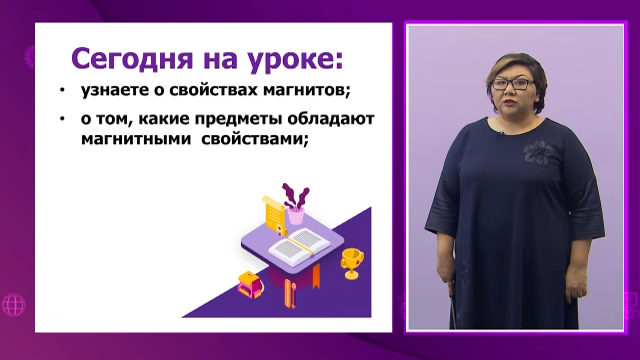 Сегодня на уроке:
• узнаете о свойствах магнитов;
• о том, какие предметы обладают
магнитными свойствами;